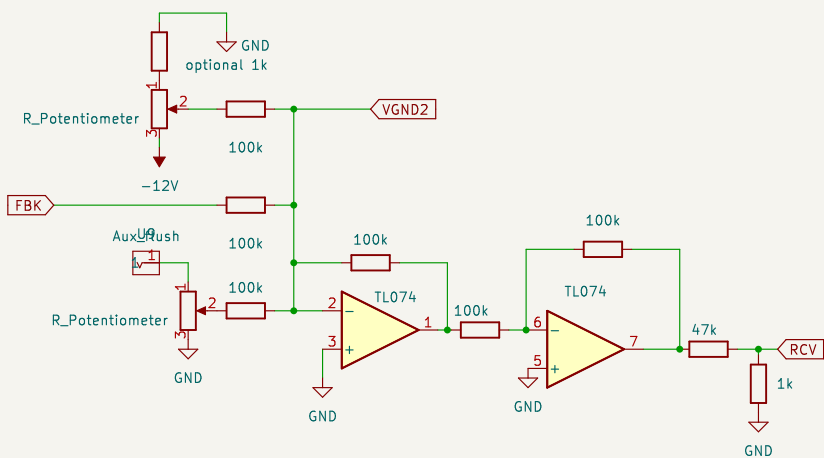 GND
optional 1k
1
2
R_Potentiometer
3
100k
VGND2
-12V
FBK
100k
U9
Aux_flush
1
1
2
R_Potentiometer
3
GND
100k
100k
2
3
1
TL074
GND
100k
100k
6
5
7
TL074
GND
47k
RCV
1k
GND